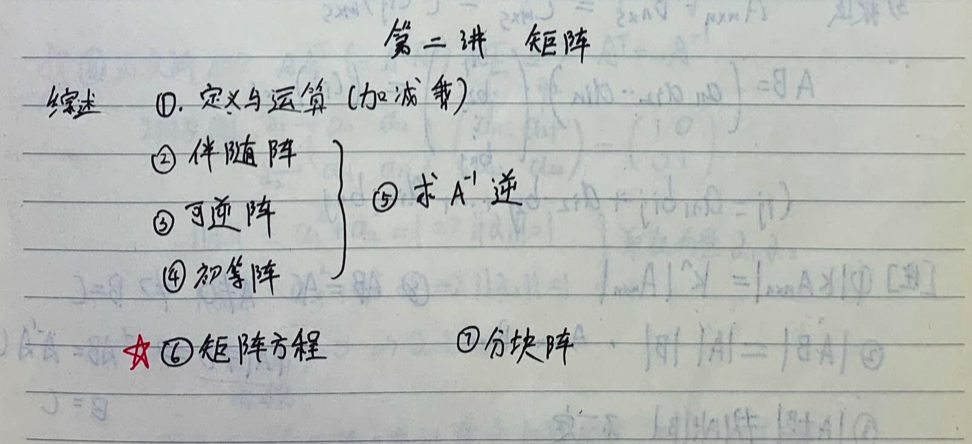 第二讲 矩阵
综述 ①. 定义与运算(加减乘)
② 伴随阵
③ 可逆阵
④ 初等阵
⑤ 求A⁻¹逆
☆ ⑥ 矩阵方程 ⑦ 分块阵